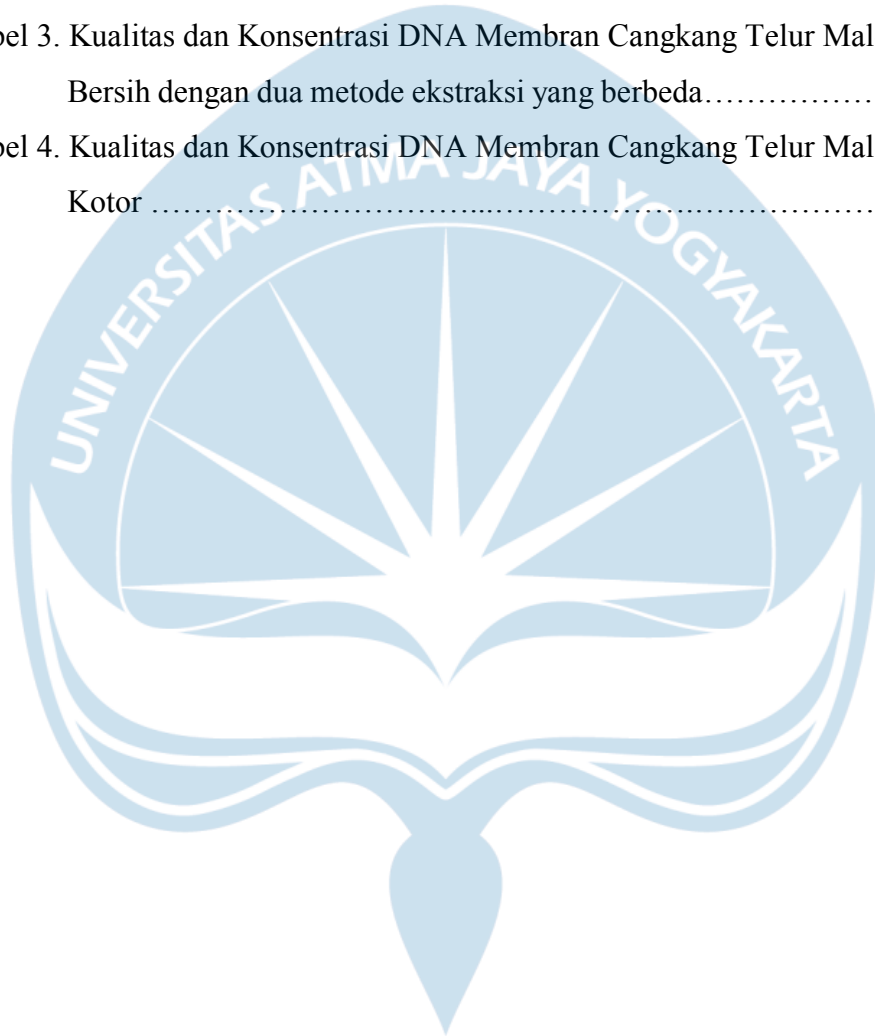 bel 3. Kualitas dan Konsentrasi DNA Membran Cangkang Telur Mal
Bersih dengan dua metode ekstraksi yang berbeda………………
bel 4. Kualitas dan Konsentrasi DNA Membran Cangkang Telur Mal
Kotor …………………………...………………….………………
UNIVERSITAS ATMA JAYA YOGYAKARTA